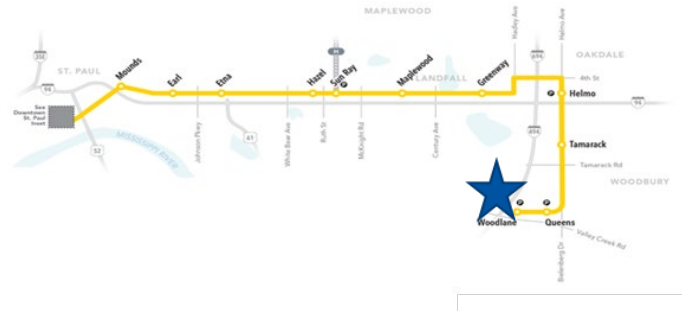 MAPLEWOOD
Hadley Ave
Helmo Ave
35E
694
OAKDALE
ST. PAUL
94
Mounds
Earl
Etna
Hazel
Sun Ray
P
Maplewood
LANDFALL
Greenway
4th St
P
Helmo
94
See
Downtown
St. Paul
Inset
MISSISSIPPI RIVER
52
Johnson Pkwy
61
White Bear Ave
Ruth St
McKnight Rd
Century Ave
494
Tamarack
Tamarack Rd
WOODBURY
P
P
Woodlane
Queens
Valley Creek Rd
Bielenberg Dr